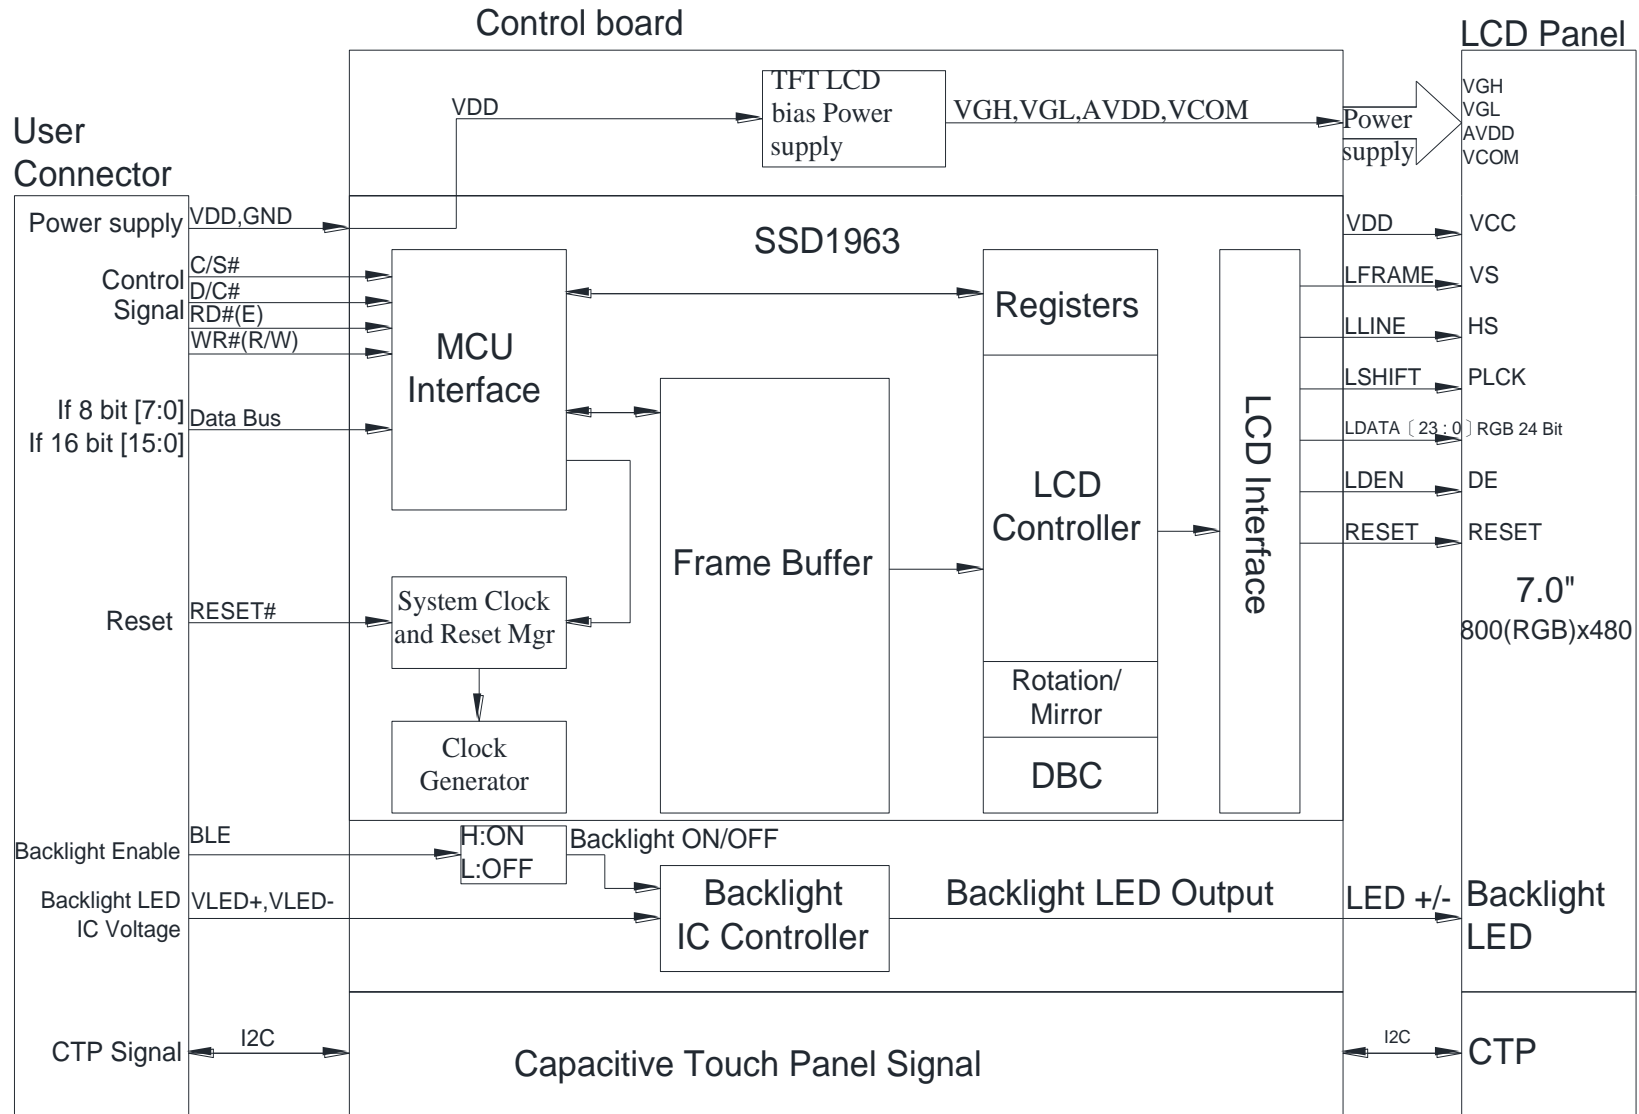 Control board
LCD Panel
User
Connector
VDD
TFT LCD
bias Power
supply
VGH,VGL,AVDD,VCOM
Power
supply
VGH
VGL
AVDD
VCOM
Power supply
VDD,GND
SSD1963
VDD
VCC
Control
Signal
C/S#
D/C#
RD#(E)
WR#(R/W)
MCU
Interface
Registers
LFRAME
VS
LLINE
HS
LSHIFT
PLCK
If 8 bit [7:0]
If 16 bit [15:0]
Data Bus
LDATA〔23 : 0〕RGB 24 Bit
LDEN
DE
RESET
RESET
Frame Buffer
LCD
Controller
LCD Interface
7.0"
800(RGB)x480
Reset
RESET#
System Clock
and Reset Mgr
Rotation/
Mirror
Clock
Generator
DBC
Backlight Enable
BLE
H:ON
L:OFF
Backlight ON/OFF
Backlight LED
IC Voltage
VLED+,VLED-
Backlight
IC Controller
Backlight LED Output
LED +/-
Backlight
LED
CTP Signal
I2C
Capacitive Touch Panel Signal
I2C
CTP